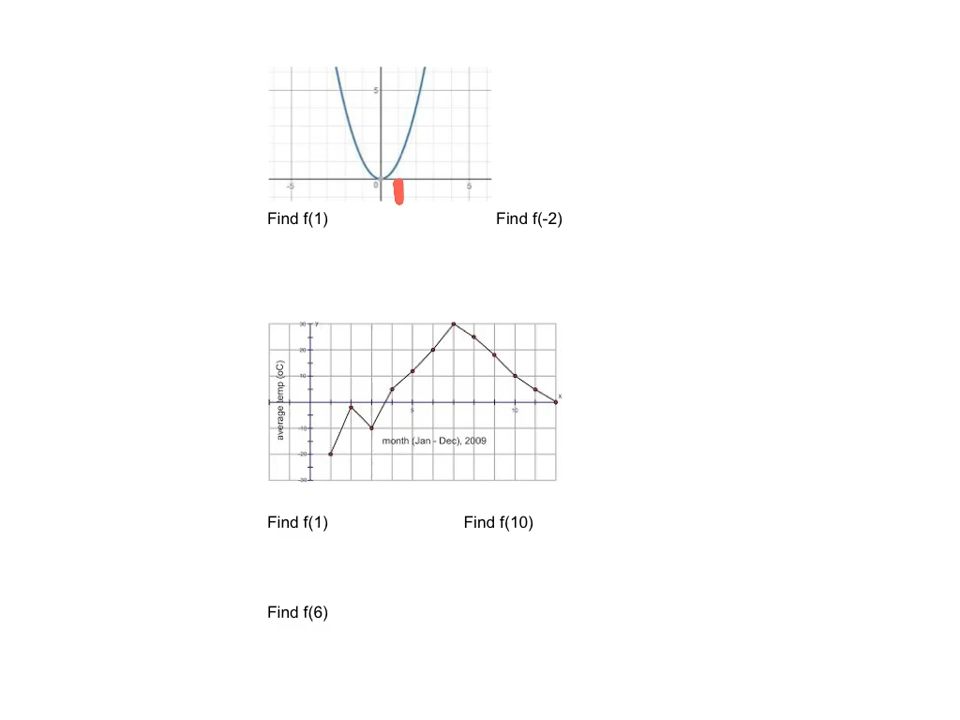 5
-5
0
5
Find f(1)
Find f(-2)
30
y
20
10
x
5
10
-10
-20
-30
average temp (oC)
month (Jan - Dec), 2009
Find f(1)
Find f(10)
Find f(6)